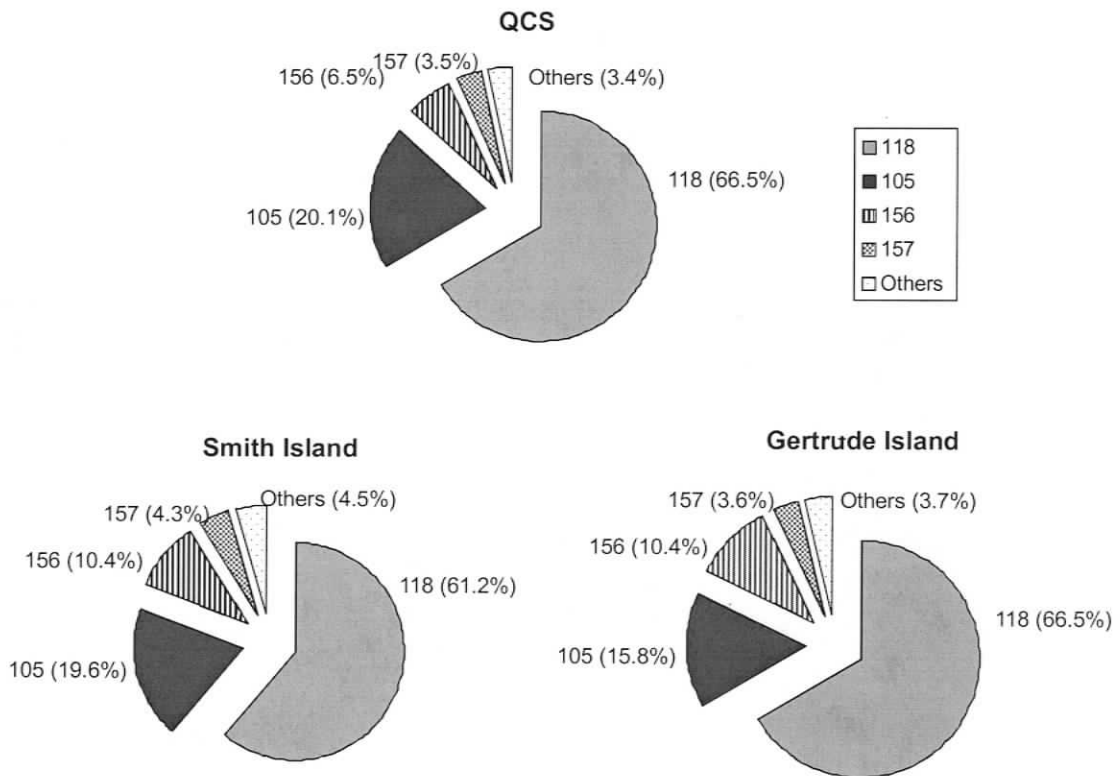 QCS
157 (3.5%)
Others (3.4%)
156 (6.5%)
118 (66.5%)
105 (20.1%)
118
105
156
157
Others
Smith Island
Others (4.5%)
157 (4.3%)
156 (10.4%)
118 (61.2%)
105 (19.6%)
Gertrude Island
157 (3.6%)
Others (3.7%)
156 (10.4%)
118 (66.5%)
105 (15.8%)